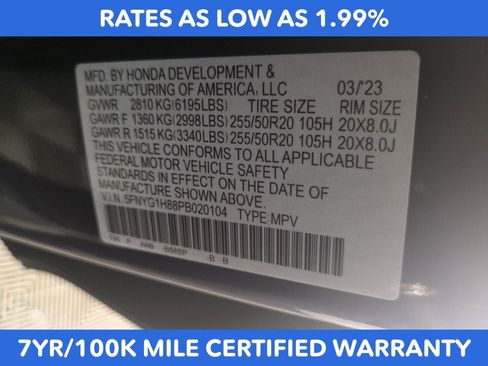 RATES AS LOW AS 1.99%
MFD. BY HONDA DEVELOPMENT &
MANUFACTURING OF AMERICA, LLC 03/'23
GVWR 2810 KG(6195LBS) TIRE SIZE RIM SIZE
GAWR F 1360 KG(2998LBS) 255/50R20 105H 20X8.0J
GAWR R 1515 KG(3340LBS) 255/50R20 105H 20X8.0J
THIS VEHICLE CONFORMS TO ALL APPLICABLE
FEDERAL MOTOR VEHICLE SAFETY
STANDARDS IN EFFECT ON THE DATE OF
MANUFACTURE SHOWN ABOVE.
V.I.N. 5FNYG1H88PB020104 TYPE: MPV
-B -B
7YR/100K MILE CERTIFIED WARRANTY